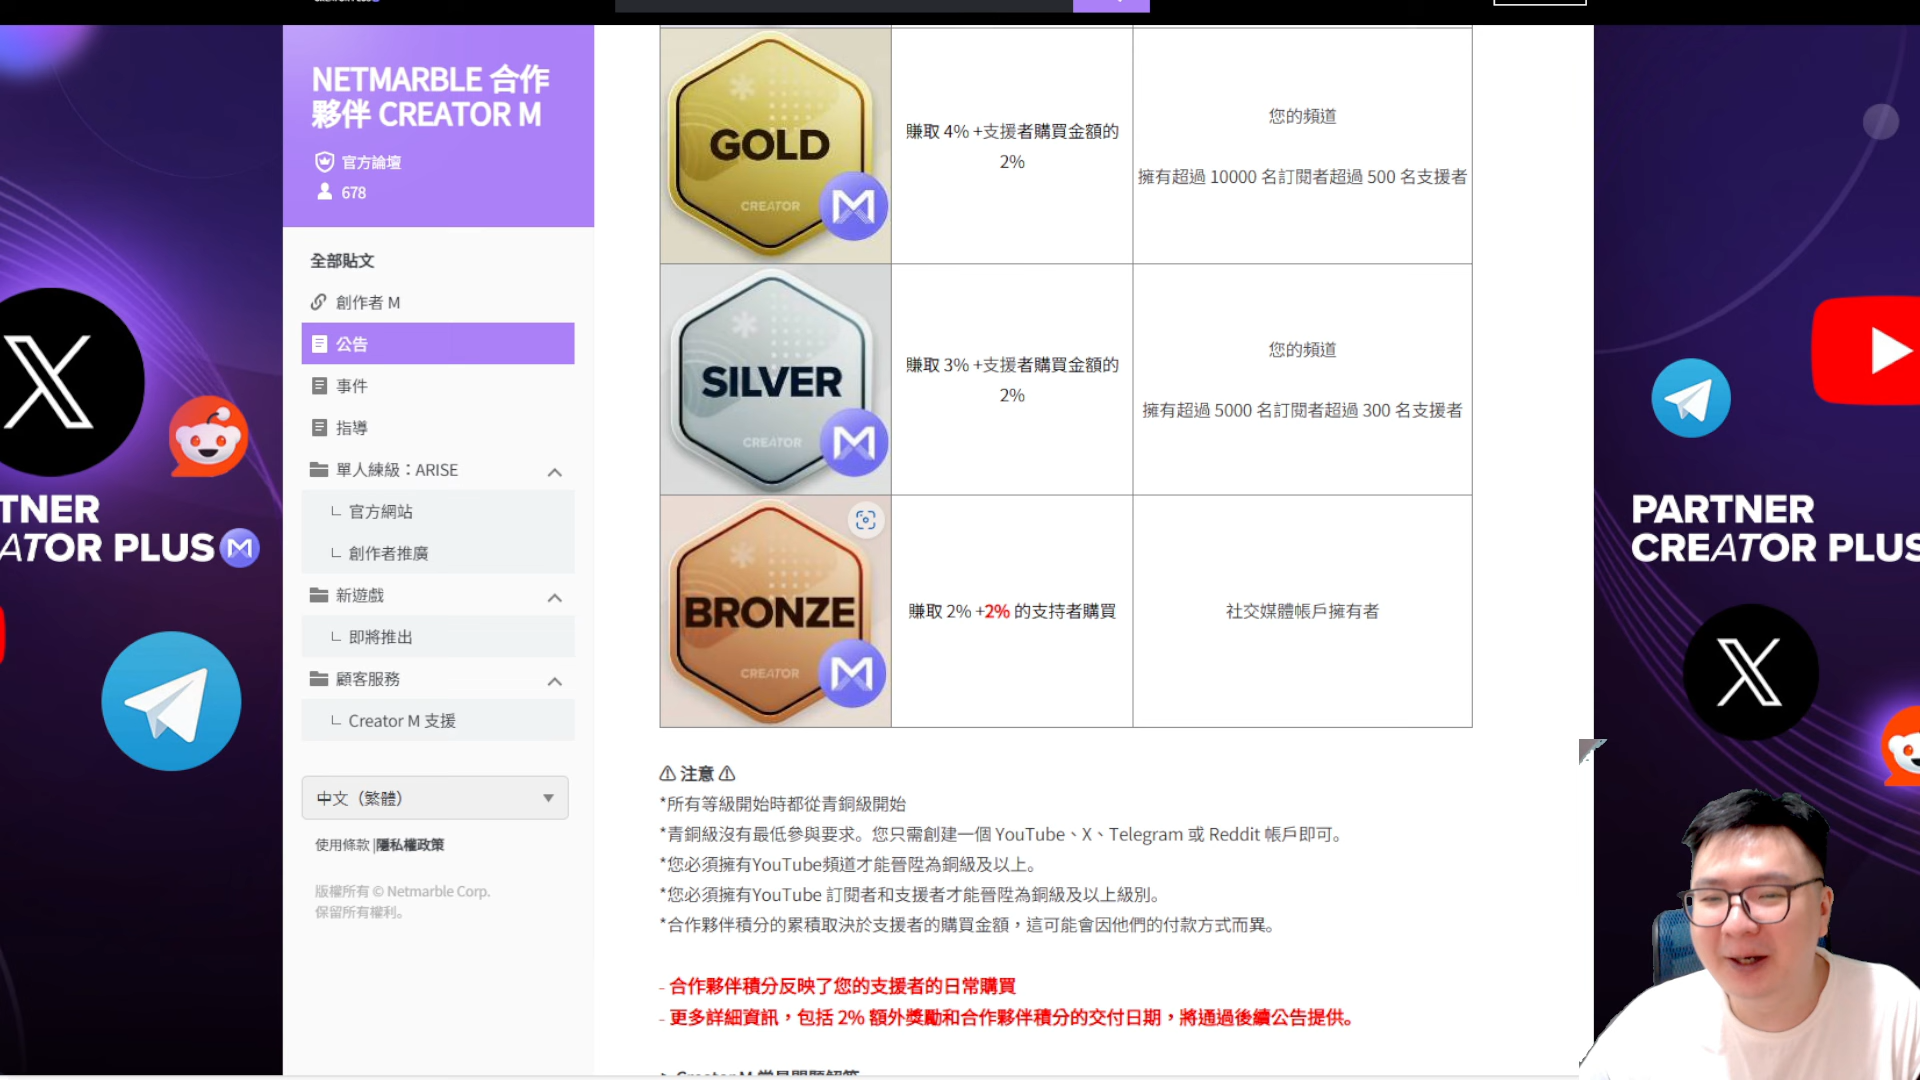 NETMARBLE 合作
夥伴 CREATOR M
官方論壇
678
全部貼文
創作者 M
公告
事件
指導
單人練級：ARISE
官方網站
創作者推廣
新遊戲
即將推出
顧客服務
Creator M 支援
中文（繁體）
使用條款 |隱私權政策
版權所有 © Netmarble Corp.
保留所有權利。
GOLD
CREATOR
賺取 4% +支援者購買金額的
2%
您的頻道
擁有超過 10000 名訂閱者超過 500 名支援者
SILVER
CREATOR
賺取 3% +支援者購買金額的
2%
您的頻道
擁有超過 5000 名訂閱者超過 300 名支援者
BRONZE
CREATOR
賺取 2% +2% 的支持者購買
社交媒體帳戶擁有者
⚠ 注意 ⚠
*所有等級開始時都從青銅級開始
*青銅級沒有最低參與要求。您只需創建一個 YouTube、X、Telegram 或 Reddit 帳戶即可。
*您必須擁有YouTube頻道才能晉陞為銅級及以上。
*您必須擁有YouTube 訂閱者和支援者才能晉陞為銅級及以上級別。
*合作夥伴積分的累積取決於支援者的購買金額，這可能會因他們的付款方式而異。
- 合作夥伴積分反映了您的支援者的日常購買
- 更多詳細資訊，包括 2% 額外獎勵和合作夥伴積分的交付日期，將通過後續公告提供。
TNER
ATOR PLUS
PARTNER
CREATOR PLUS